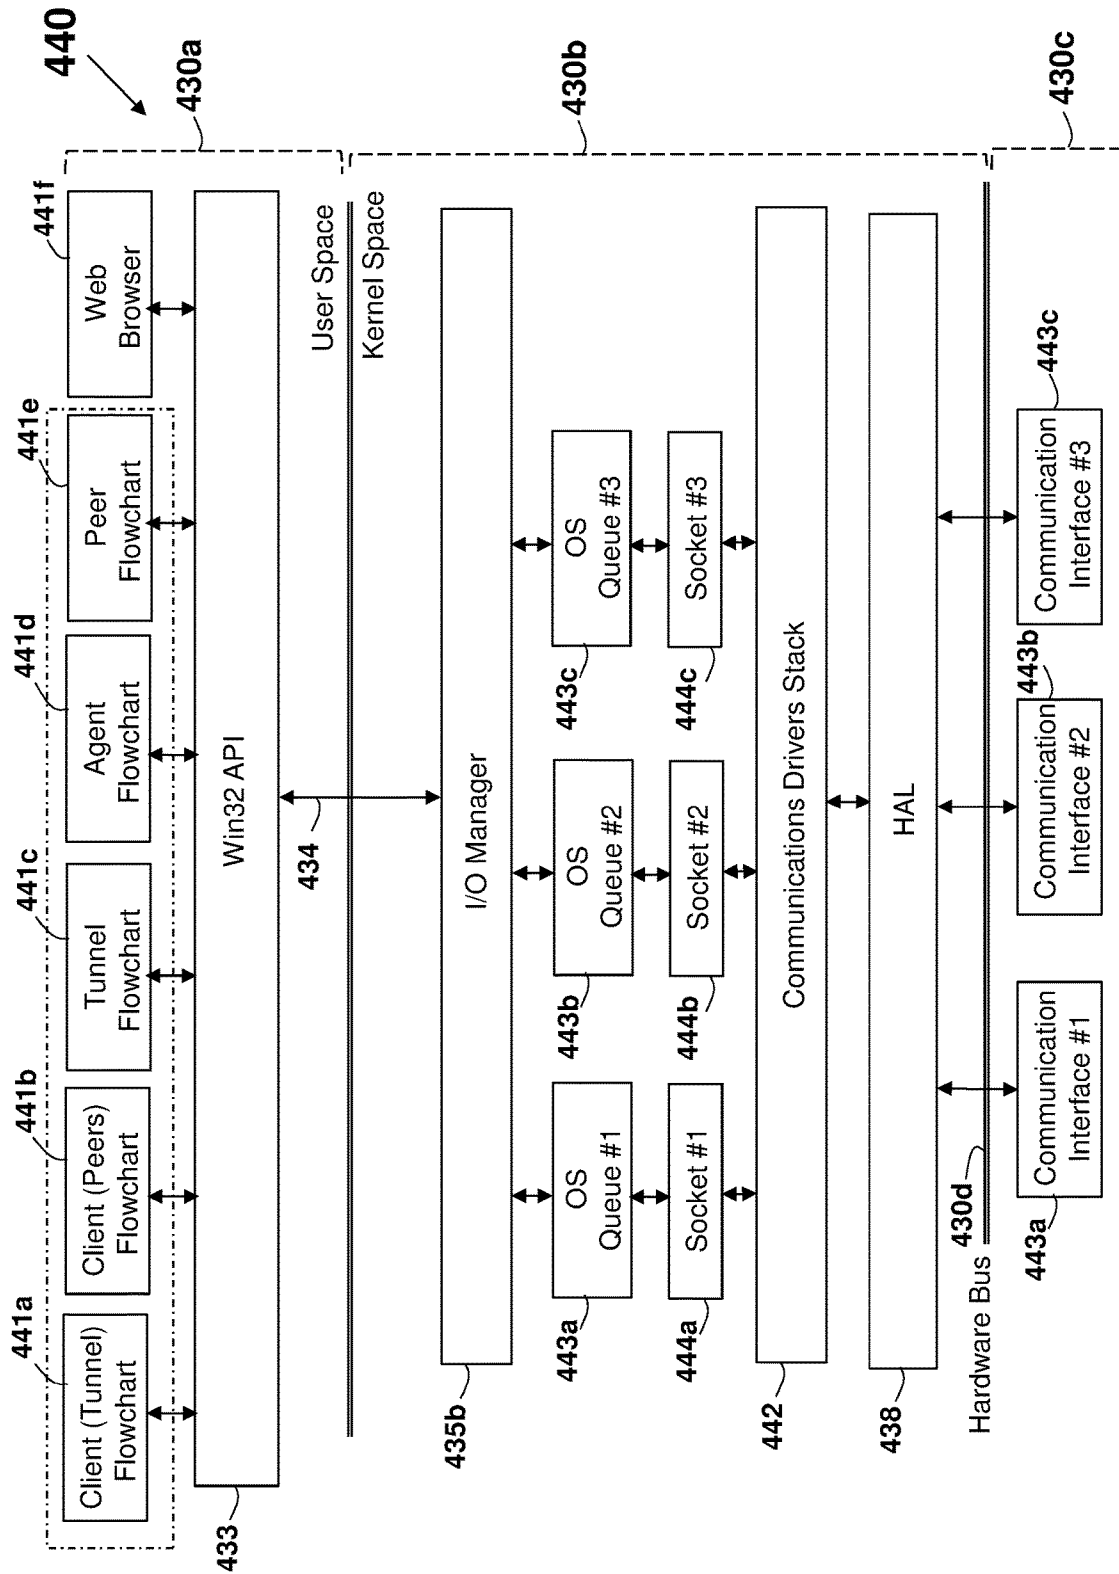 440
441a
441b
441c
441d
441e
441f
430a
Client (Tunnel)
Flowchart
Client (Peers)
Flowchart
Tunnel
Flowchart
Agent
Flowchart
Peer
Flowchart
Web
Browser
433
Win32 API
434
User Space
Kernel Space
430b
435b
I/O Manager
443a
OS
Queue #1
443b
OS
Queue #2
443c
OS
Queue #3
444a
Socket #1
444b
Socket #2
444c
Socket #3
442
Communications Drivers Stack
438
HAL
Hardware Bus
430d
430c
443a
Communication
Interface #1
443b
Communication
Interface #2
443c
Communication
Interface #3